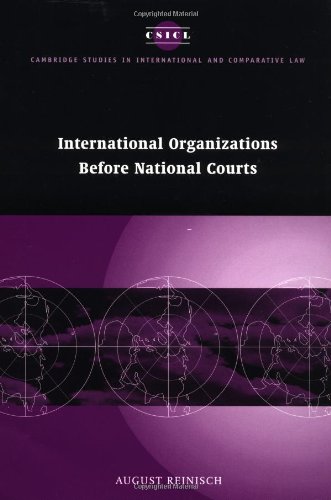 CSICL
CAMBRIDGE STUDIES IN INTERNATIONAL AND COMPARATIVE LAW
International Organizations
Before National Courts
AUGUST REINISCH